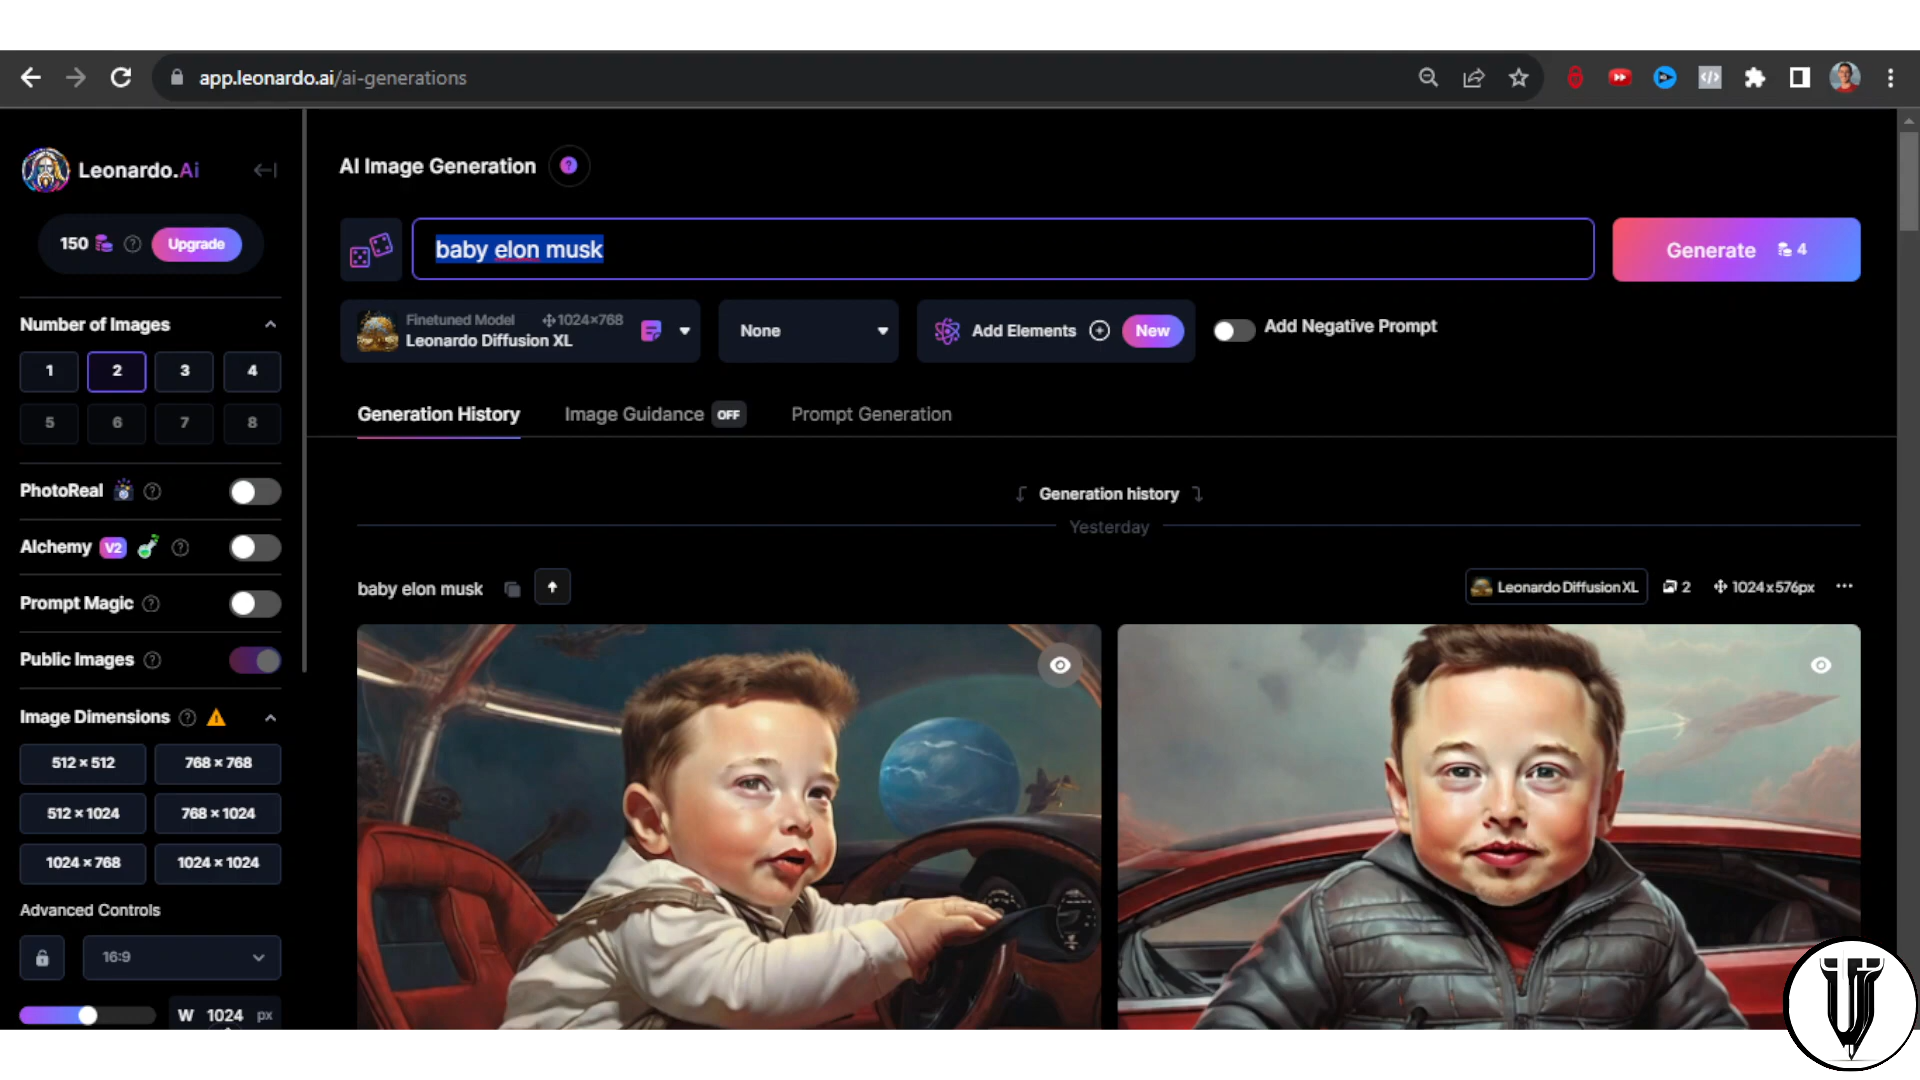 app.leonardo.ai/ai-generations
Leonardo.Ai
150 Upgrade
Number of Images
1 2 3 4
5 6 7 8
PhotoReal
Alchemy V2
Prompt Magic
Public Images
Image Dimensions
512 × 512 768 × 768
512 × 1024 768 × 1024
1024 × 768 1024 × 1024
Advanced Controls
16:9
W 1024 px
AI Image Generation
baby elon musk
Generate 4
Finetuned Model 1024×768
Leonardo Diffusion XL
None
Add Elements New
Add Negative Prompt
Generation History Image Guidance OFF Prompt Generation
Generation history
Yesterday
baby elon musk
Leonardo Diffusion XL 2 1024x576px